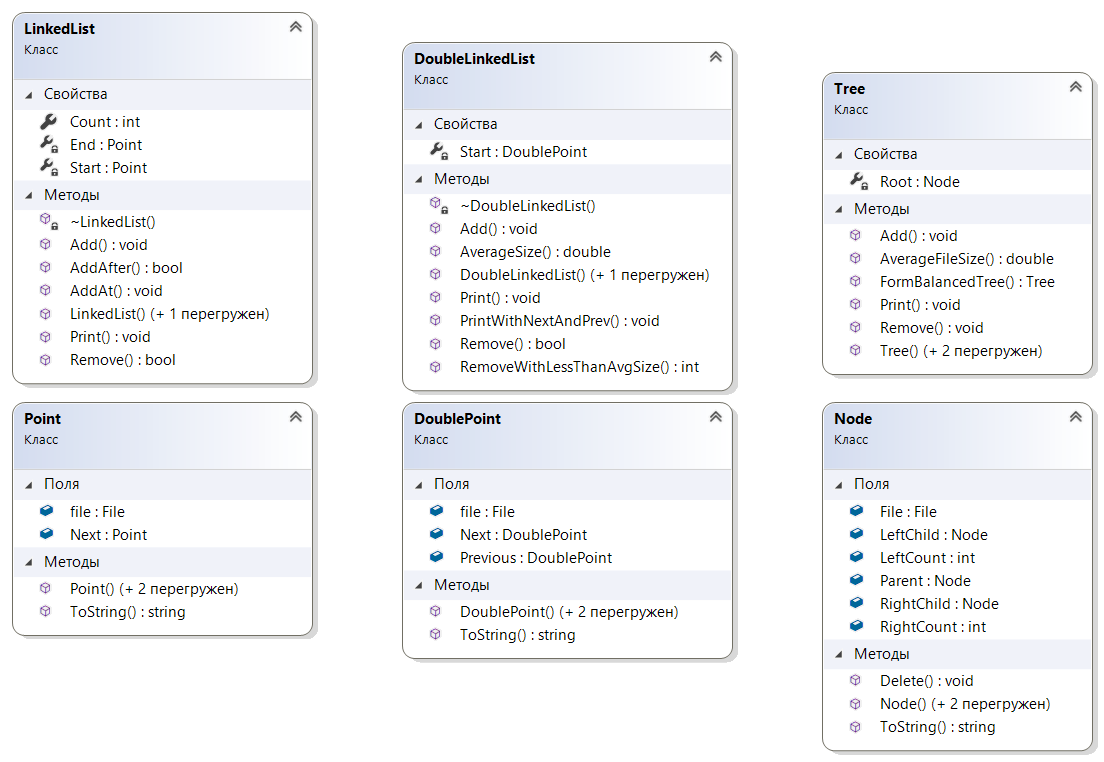 LinkedList
Класс
Свойства
Count : int
End : Point
Start : Point
Методы
~LinkedList()
Add() : void
AddAfter() : bool
AddAt() : void
LinkedList() (+ 1 перегружен)
Print() : void
Remove() : bool
DoubleLinkedList
Класс
Свойства
Start : DoublePoint
Методы
~DoubleLinkedList()
Add() : void
AverageSize() : double
DoubleLinkedList() (+ 1 перегружен)
Print() : void
PrintWithNextAndPrev() : void
Remove() : bool
RemoveWithLessThanAvgSize() : int
Tree
Класс
Свойства
Root : Node
Методы
Add() : void
AverageFileSize() : double
FormBalancedTree() : Tree
Print() : void
Remove() : void
Tree() (+ 2 перегружен)
Point
Класс
Поля
file : File
Next : Point
Методы
Point() (+ 2 перегружен)
ToString() : string
DoublePoint
Класс
Поля
file : File
Next : DoublePoint
Previous : DoublePoint
Методы
DoublePoint() (+ 2 перегружен)
ToString() : string
Node
Класс
Поля
File : File
LeftChild : Node
LeftCount : int
Parent : Node
RightChild : Node
RightCount : int
Методы
Delete() : void
Node() (+ 2 перегружен)
ToString() : string